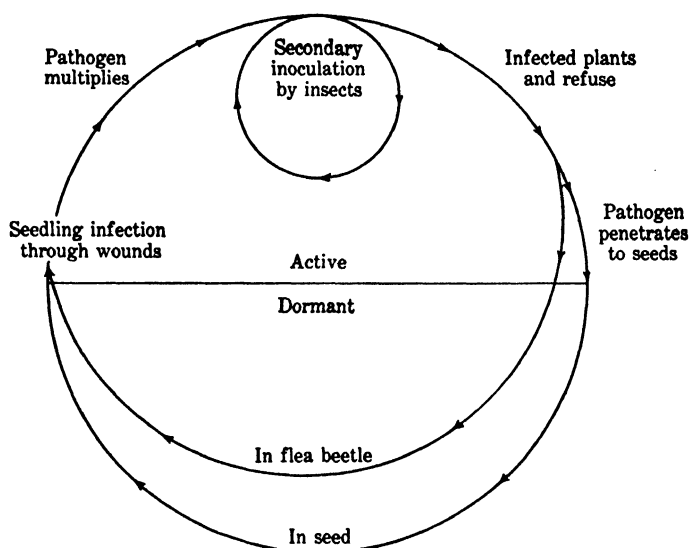 Pathogen
multiplies
Secondary
inoculation
by insects
Infected plants
and refuse
Seedling infection
through wounds
Pathogen
penetrates
to seeds
Active
Dormant
In flea beetle
In seed